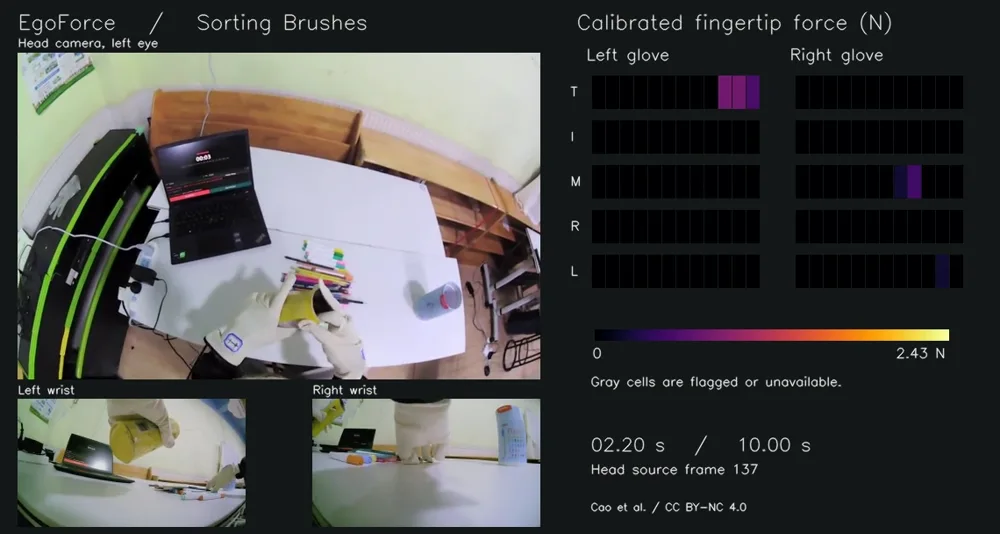 EgoForce / Sorting Brushes
Head camera, left eye
00:03
Left wrist
Right wrist
Calibrated fingertip force (N)
Left glove
Right glove
T
I
M
R
L
0
2.43 N
Gray cells are flagged or unavailable.
02.20 s / 10.00 s
Head source frame 137
Cao et al. / CC BY-NC 4.0